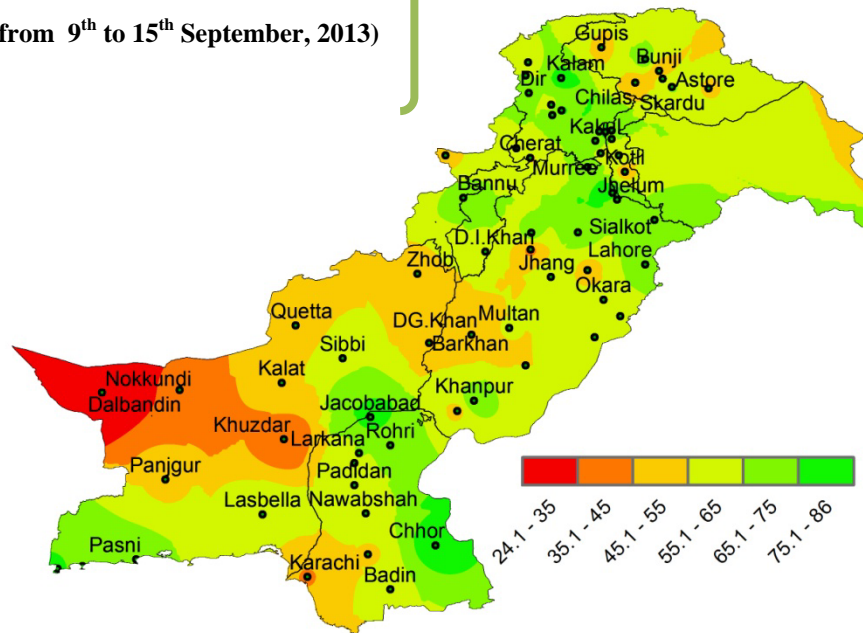 from 9th to 15th September, 2013)
Gupis
Kalam
Bunji
Dir
Astore
Chilas
Skardu
Kakul
Cherat
Kotli
Murree
Bannu
Jhelum
Sialkot
D.I.Khan
Lahore
Zhob
Jhang
Okara
Quetta
DG.Khan
Multan
Sibbi
Barkhan
Kalat
Nokkundi
Khanpur
Dalbandin
Jacobabad
Khuzdar
Rohri
Larkana
Panjgur
Padidan
Lasbella
Nawabshah
Chhor
Pasni
Karachi
Badin
24.1 - 35
35.1 - 45
45.1 - 55
55.1 - 65
65.1 - 75
75.1 - 86